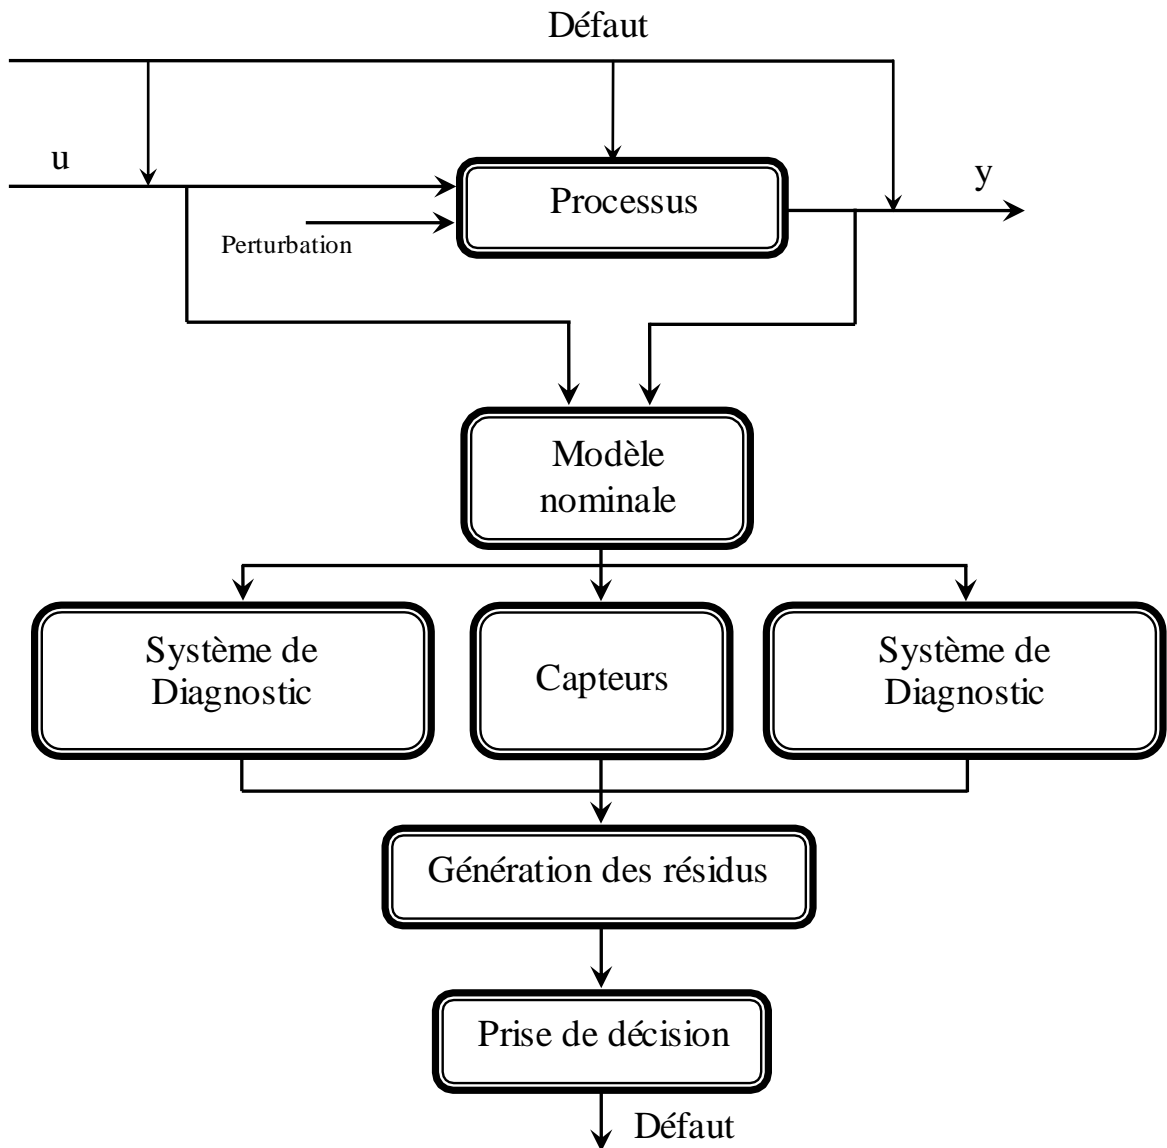 Défaut
u
y
Processus
Perturbation
Modèle
nominale
Système de
Diagnostic
Capteurs
Système de
Diagnostic
Génération des résidus
Prise de décision
Défaut